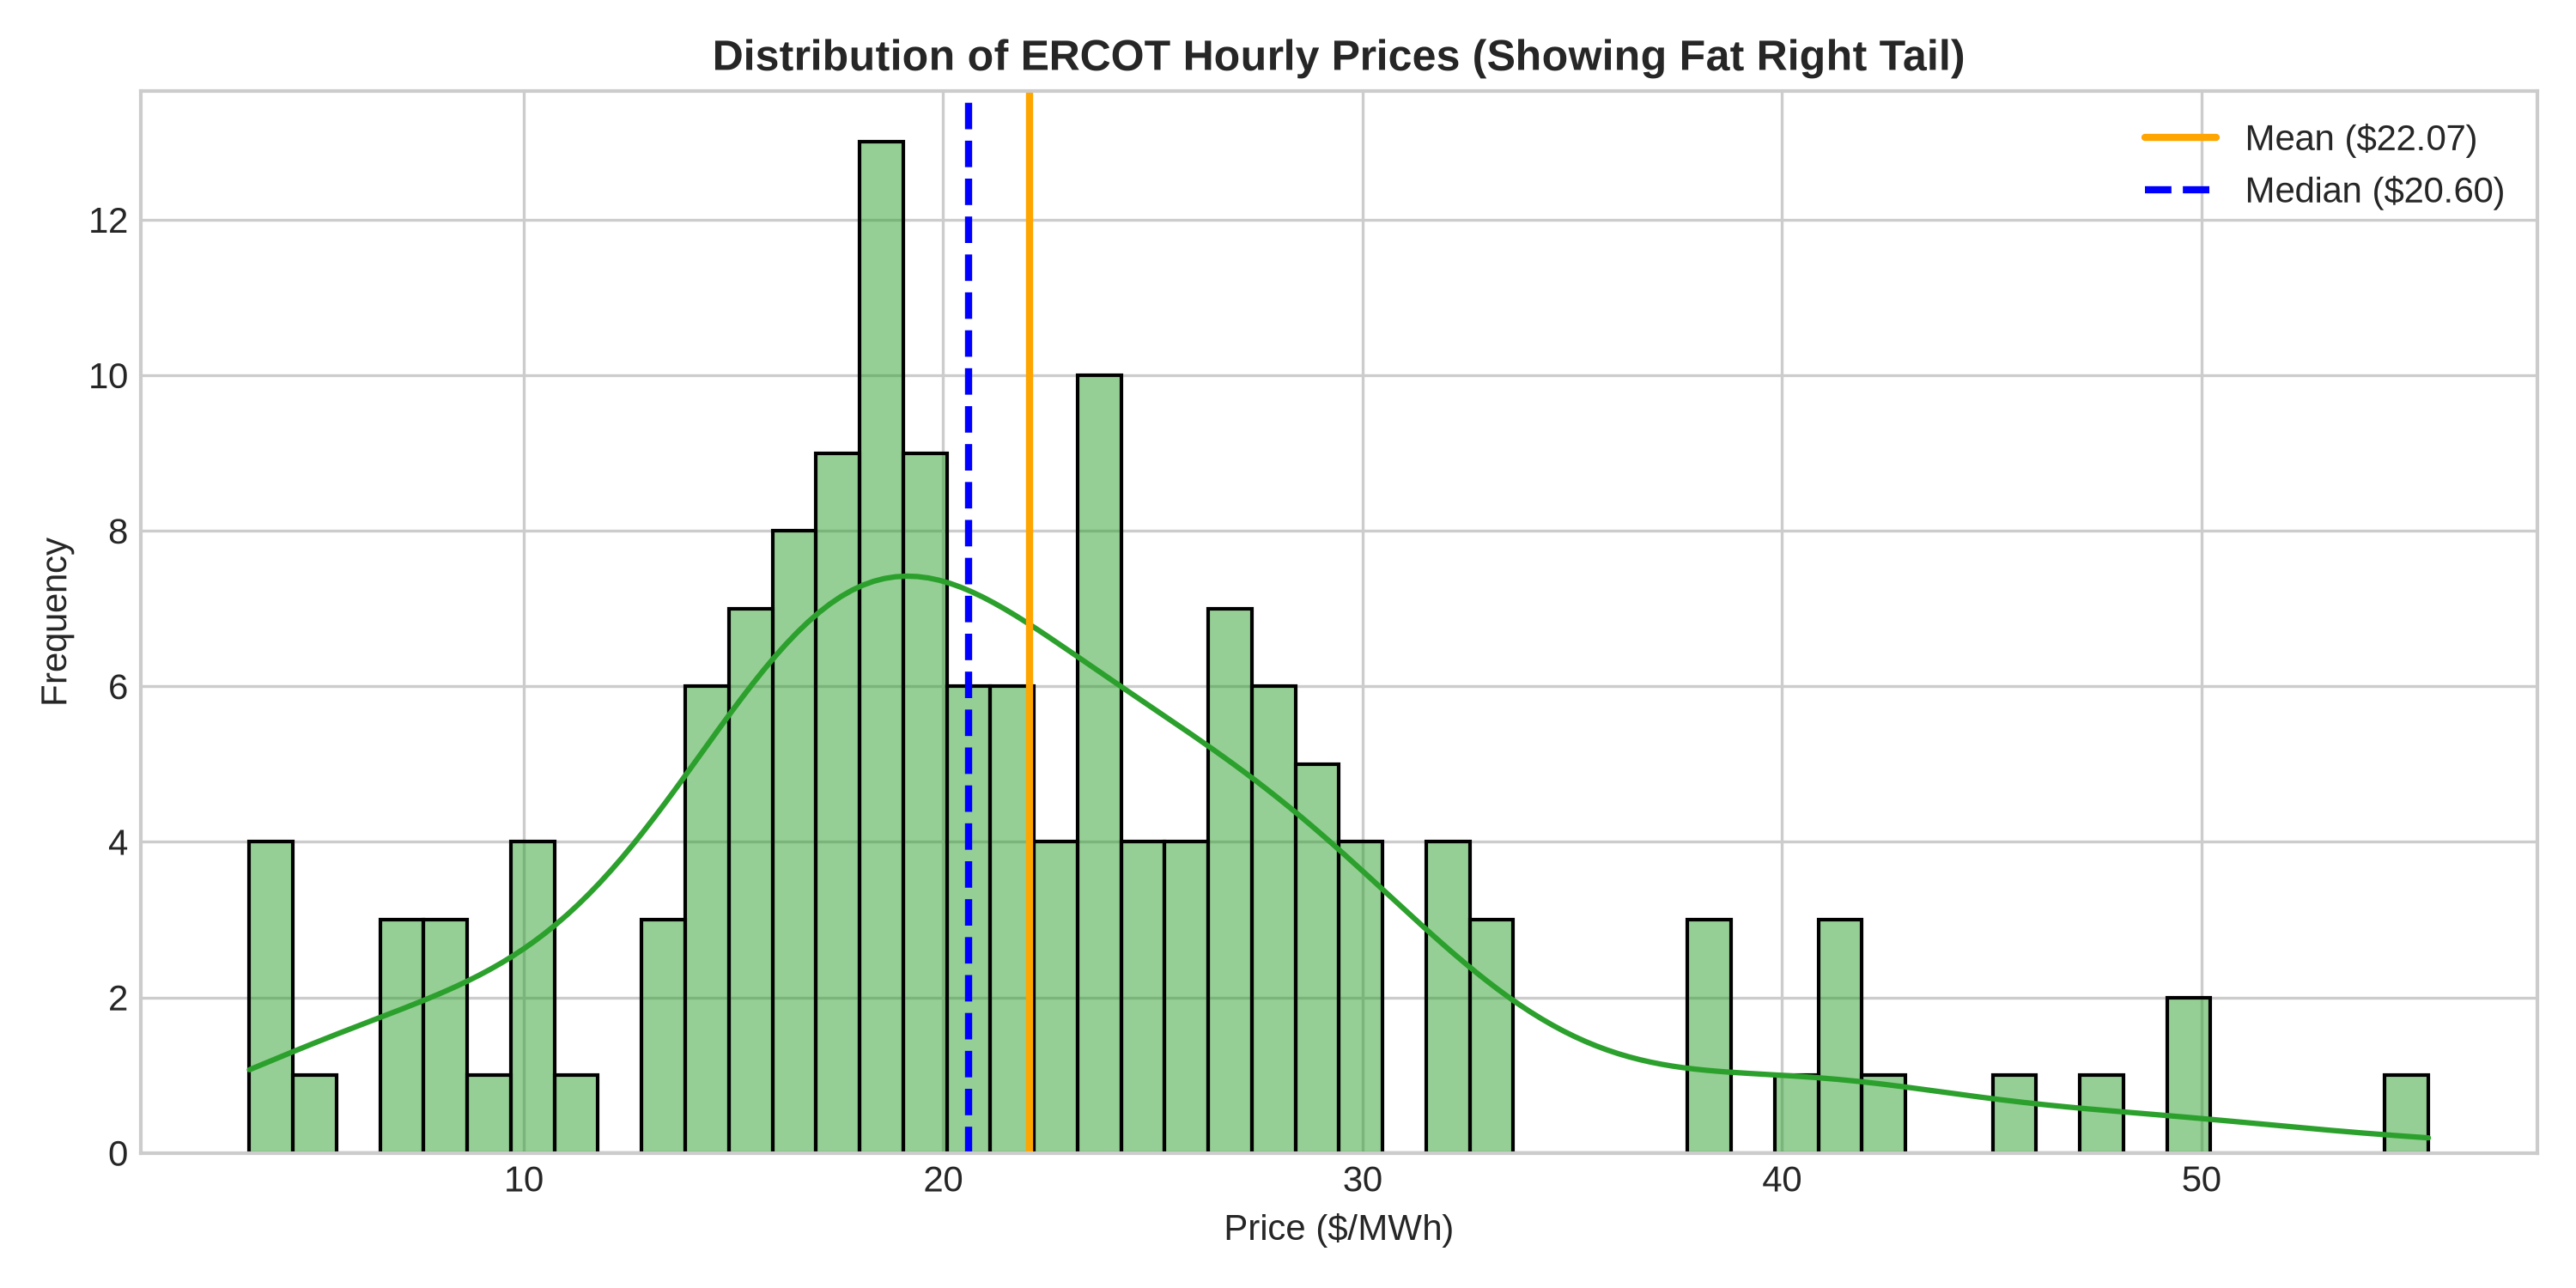 Distribution of ERCOT Hourly Prices (Showing Fat Right Tail)
Mean ($22.07)
Median ($20.60)
12
10
8
6
4
2
0
Frequency
10 20 30 40 50
Price ($/MWh)